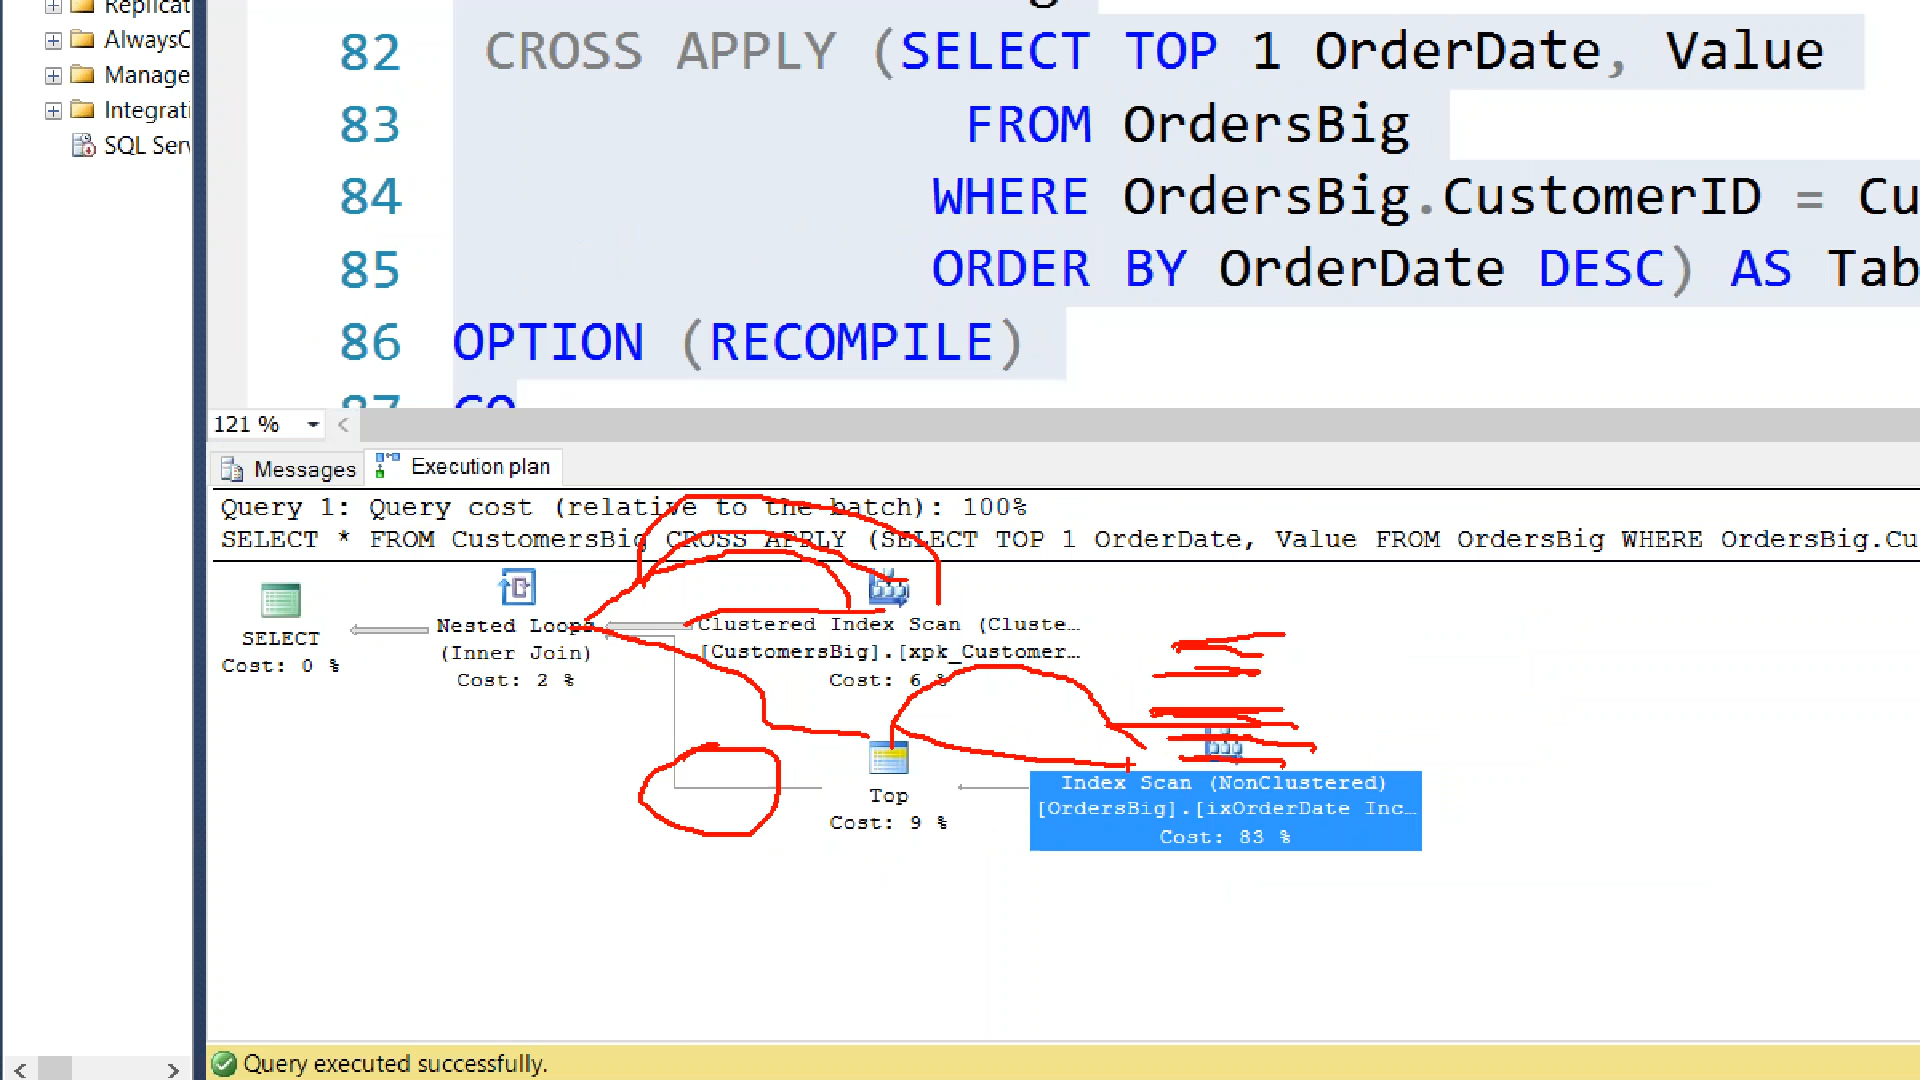 Replicat
AlwaysC
Manage
Integrati
SQL Serv
82 CROSS APPLY (SELECT TOP 1 OrderDate, Value
83 FROM OrdersBig
84 WHERE OrdersBig.CustomerID = Cu
85 ORDER BY OrderDate DESC) AS Tab
86 OPTION (RECOMPILE)
87 GO
121 %
Messages
Execution plan
Query 1: Query cost (relative to the batch): 100%
SELECT * FROM CustomersBig CROSS APPLY (SELECT TOP 1 OrderDate, Value FROM OrdersBig WHERE OrdersBig.Cu
SELECT
Cost: 0 %
Nested Loops
(Inner Join)
Cost: 2 %
Clustered Index Scan (Cluste…
[CustomersBig].[xpk_Customer…
Cost: 6 %
Top
Cost: 9 %
Index Scan (NonClustered)
[OrdersBig].[ixOrderDate Inc…
Cost: 83 %
Query executed successfully.